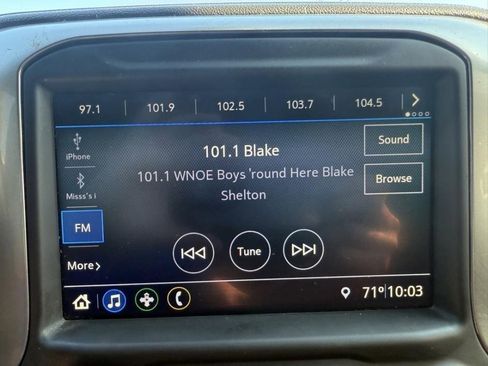 97.1 101.9 102.5 103.7 104.5
iPhone
Misss's i
FM
More
101.1 Blake
101.1 WNOE Boys 'round Here Blake
Shelton
Sound
Browse
Tune
71° 10:03